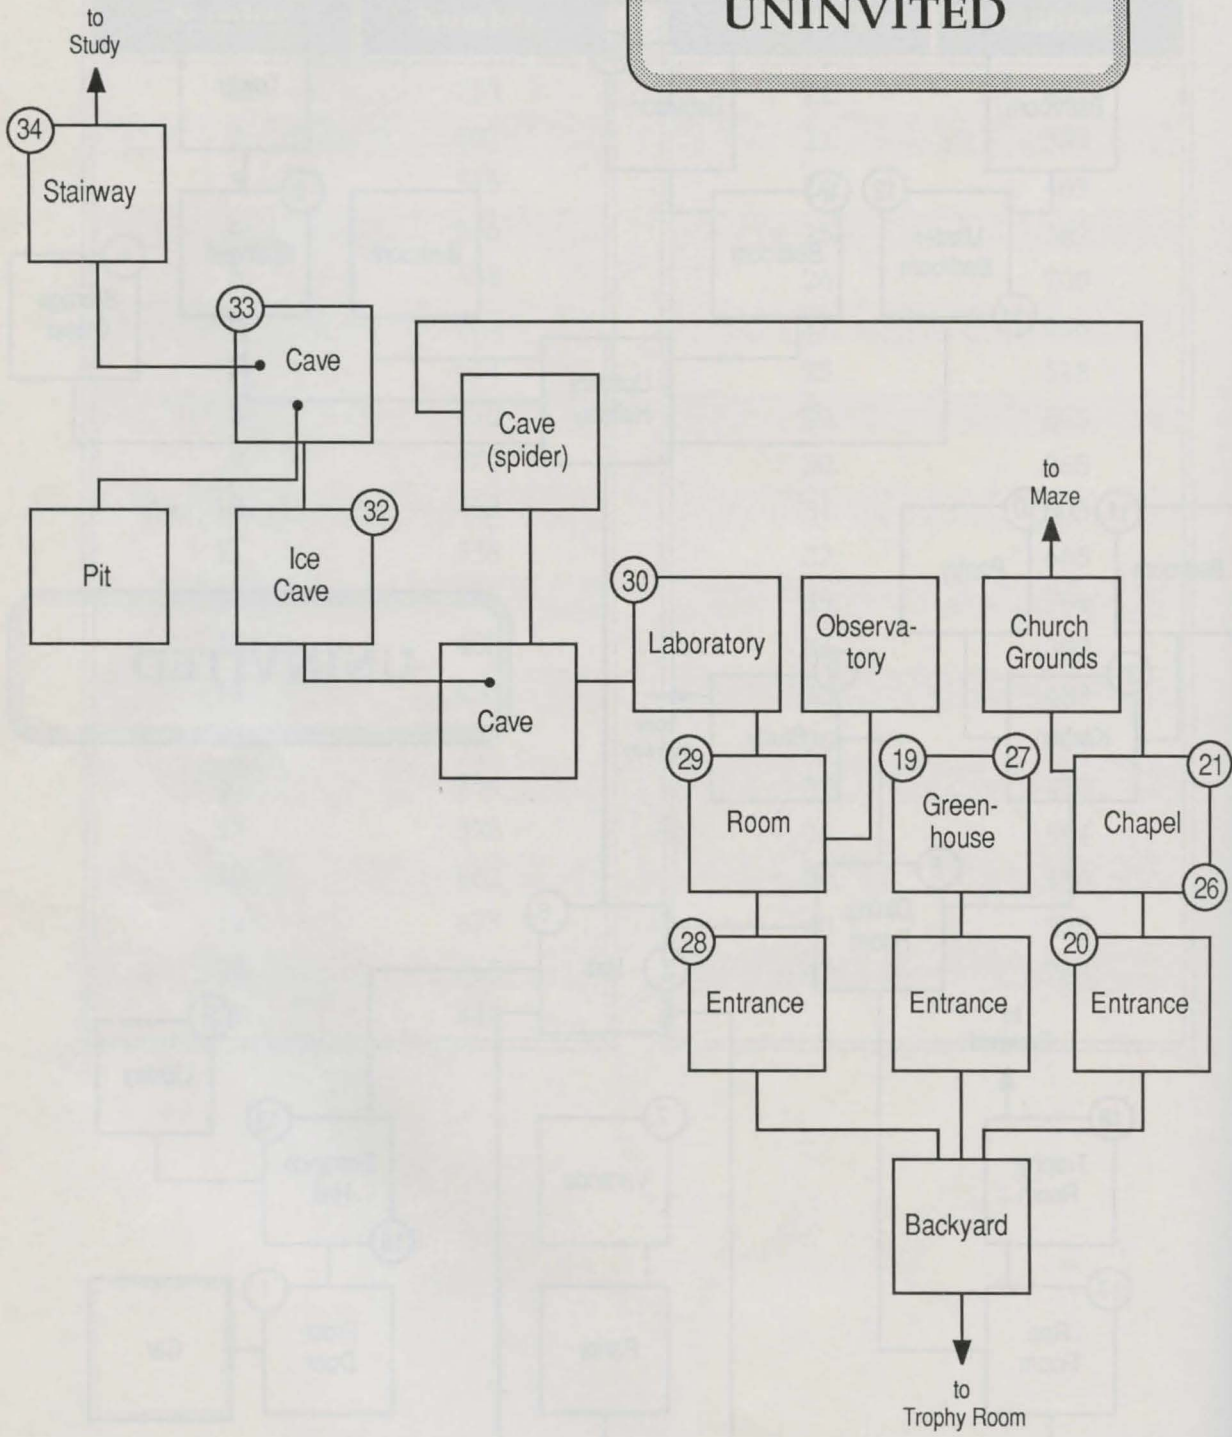 UNINVITED
to
Study
34
Stairway
33
Cave
Cave
(spider)
to
Maze
32
Pit
Ice
Cave
30
Laboratory
Observa-
tory
Church
Grounds
Cave
29
Room
19
27
Green-
house
21
Chapel
26
28
Entrance
Entrance
20
Entrance
Backyard
to
Trophy Room